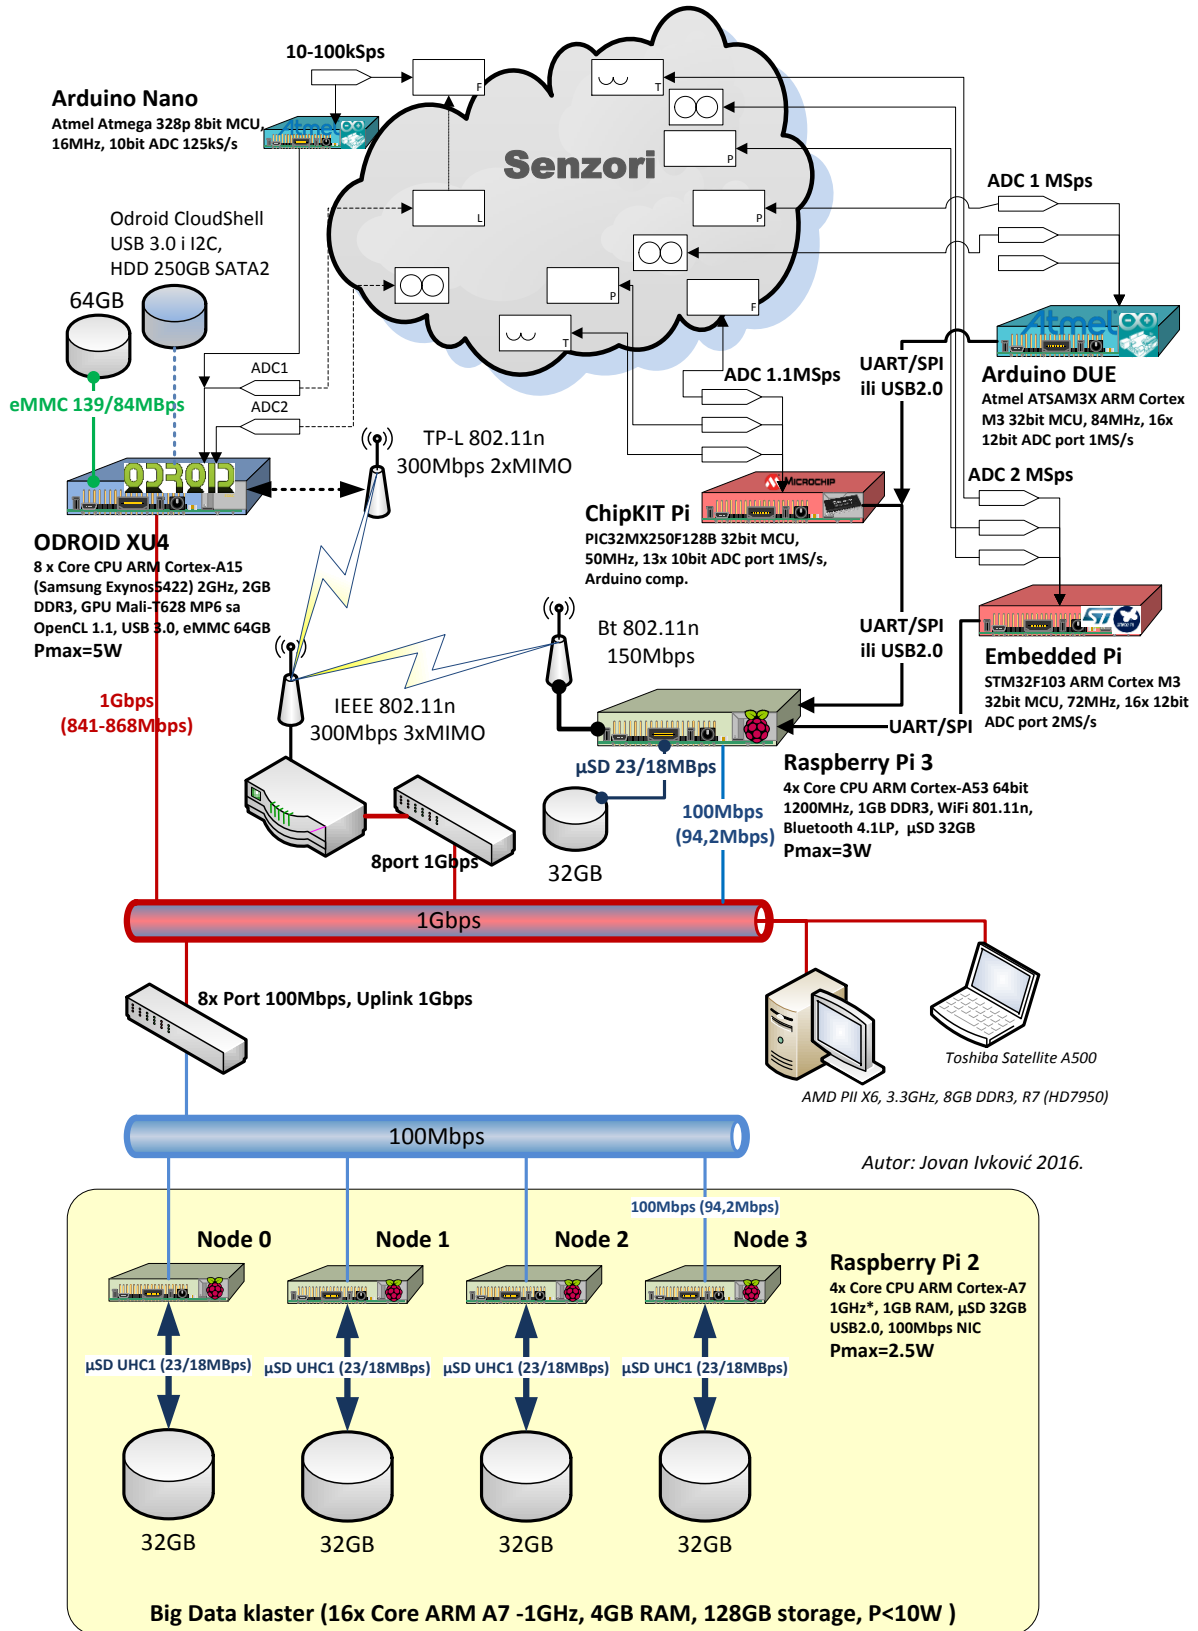 10-100kSps
Arduino Nano
Atmel Atmega 328p 8bit MCU,
16MHz, 10bit ADC 125kS/s
Atmel
F
T
P
Senzori
L
P
P
F
T
ADC 1 MSps
Odroid CloudShell
USB 3.0 i I2C,
HDD 250GB SATA2
64GB
ADC1
ADC2
eMMC 139/84MBps
ODROID
TP-L 802.11n
300Mbps 2xMIMO
ADC 1.1MSps
UART/SPI
ili USB2.0
Atmel
Arduino DUE
Atmel ATSAM3X ARM Cortex
M3 32bit MCU, 84MHz, 16x
12bit ADC port 1MS/s
ADC 2 MSps
MICROCHIP
ChipKIT Pi
PIC32MX250F128B 32bit MCU,
50MHz, 13x 10bit ADC port 1MS/s,
Arduino comp.
ODROID XU4
8 x Core CPU ARM Cortex-A15
(Samsung Exynos5422) 2GHz, 2GB
DDR3, GPU Mali-T628 MP6 sa
OpenCL 1.1, USB 3.0, eMMC 64GB
Pmax=5W
Bt 802.11n
150Mbps
UART/SPI
ili USB2.0
ST
Embedded Pi
STM32F103 ARM Cortex M3
32bit MCU, 72MHz, 16x 12bit
ADC port 2MS/s
UART/SPI
1Gbps
(841-868Mbps)
IEEE 802.11n
300Mbps 3xMIMO
µSD 23/18MBps
Raspberry Pi 3
4x Core CPU ARM Cortex-A53 64bit
1200MHz, 1GB DDR3, WiFi 801.11n,
Bluetooth 4.1LP, µSD 32GB
Pmax=3W
100Mbps
(94,2Mbps)
8port 1Gbps
32GB
1Gbps
8x Port 100Mbps, Uplink 1Gbps
Toshiba Satellite A500
AMD PII X6, 3.3GHz, 8GB DDR3, R7 (HD7950)
100Mbps
Autor: Jovan Ivković 2016.
100Mbps (94,2Mbps)
Node 0
Node 1
Node 2
Node 3
Raspberry Pi 2
4x Core CPU ARM Cortex-A7
1GHz*, 1GB RAM, µSD 32GB
USB2.0, 100Mbps NIC
Pmax=2.5W
µSD UHC1 (23/18MBps)
µSD UHC1 (23/18MBps)
µSD UHC1 (23/18MBps)
µSD UHC1 (23/18MBps)
32GB
32GB
32GB
32GB
Big Data klaster (16x Core ARM A7 -1GHz, 4GB RAM, 128GB storage, P<10W )